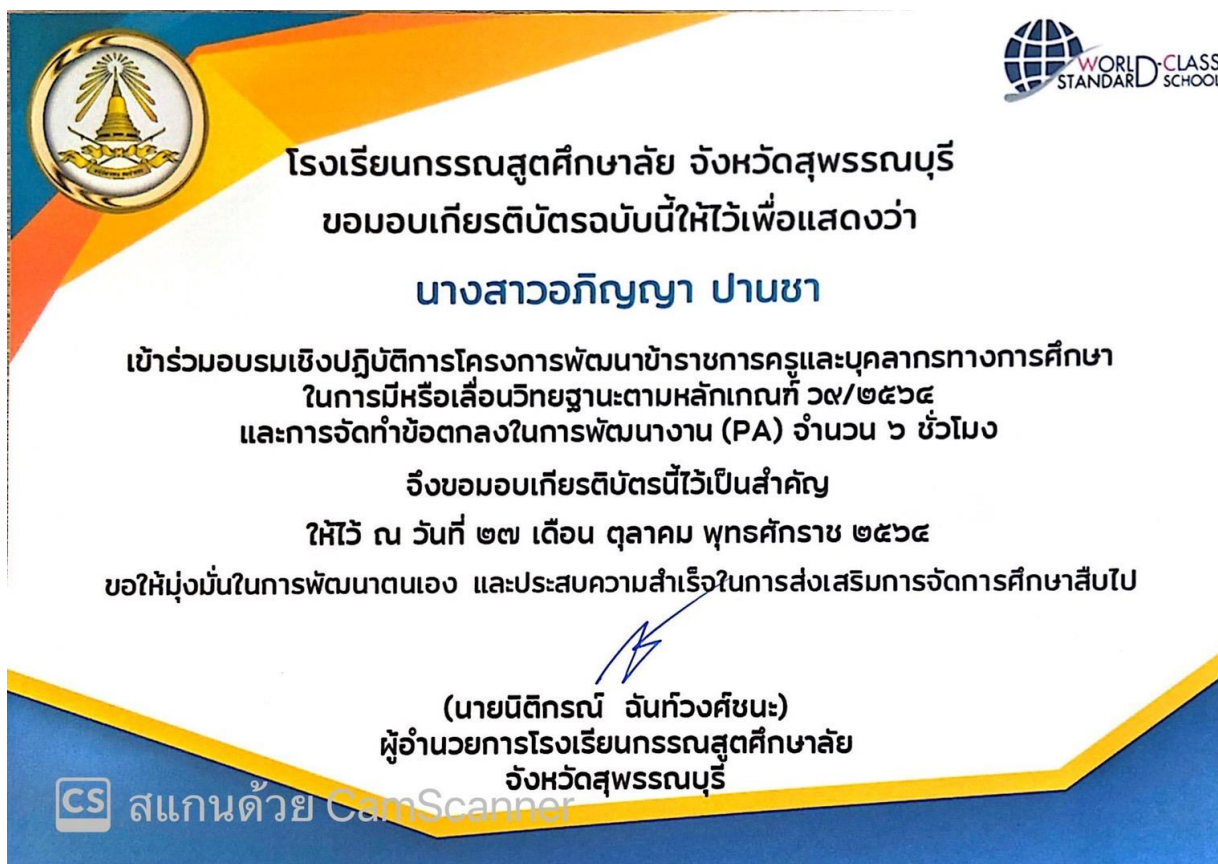 WORLD-CLASS
STANDARD SCHOOL
โรงเรียนกรรณสูตศึกษาลัย จังหวัดสุพรรณบุรี
ขอมอบเกียรติบัตรฉบับนี้ให้ไว้เพื่อแสดงว่า
นางสาวอภิญญา ปานชา
เข้าร่วมอบรมเชิงปฏิบัติการโครงการพัฒนาข้าราชการครูและบุคลากรทางการศึกษา
ในการมีหรือเลื่อนวิทยฐานะตามหลักเกณฑ์ ว๙/๒๕๖๔
และการจัดทำข้อตกลงในการพัฒนางาน (PA) จำนวน ๖ ชั่วโมง
จึงขอมอบเกียรติบัตรนี้ไว้เป็นสำคัญ
ให้ไว้ ณ วันที่ ๒๗ เดือน ตุลาคม พุทธศักราช ๒๕๖๔
ขอให้มุ่งมั่นในการพัฒนาตนเอง และประสบความสำเร็จในการส่งเสริมการจัดการศึกษาสืบไป
(นายนิติกรณ์ ฉันท์วงศ์ชนะ)
ผู้อำนวยการโรงเรียนกรรณสูตศึกษาลัย
จังหวัดสุพรรณบุรี
CS สแกนด้วย CamScanner